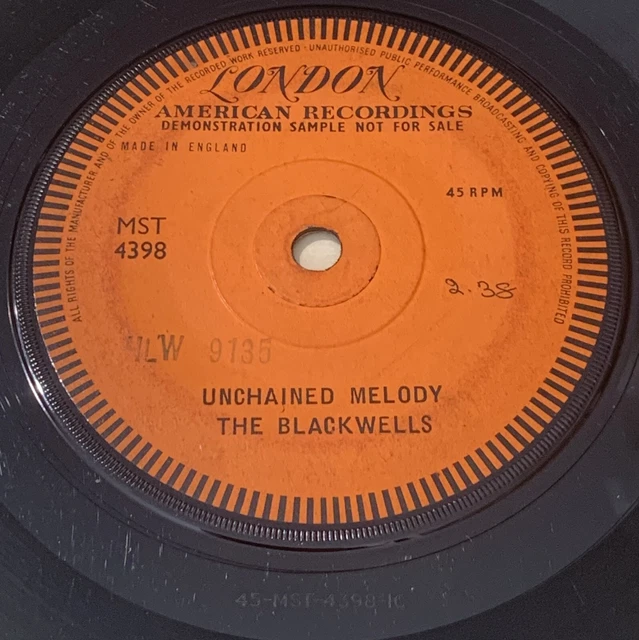 ALL RIGHTS OF THE MANUFACTURER AND OF THE OWNER OF THE RECORDED WORK RESERVED · UNAUTHORISED PUBLIC PERFORMANCE BROADCASTING AND COPYING OF THIS RECORD PROHIBITED
LONDON
AMERICAN RECORDINGS
DEMONSTRATION SAMPLE NOT FOR SALE
MADE IN ENGLAND
45 RPM
MST
4398
2.38
HLW 9135
UNCHAINED MELODY
THE BLACKWELLS
45-MST-4398-1C